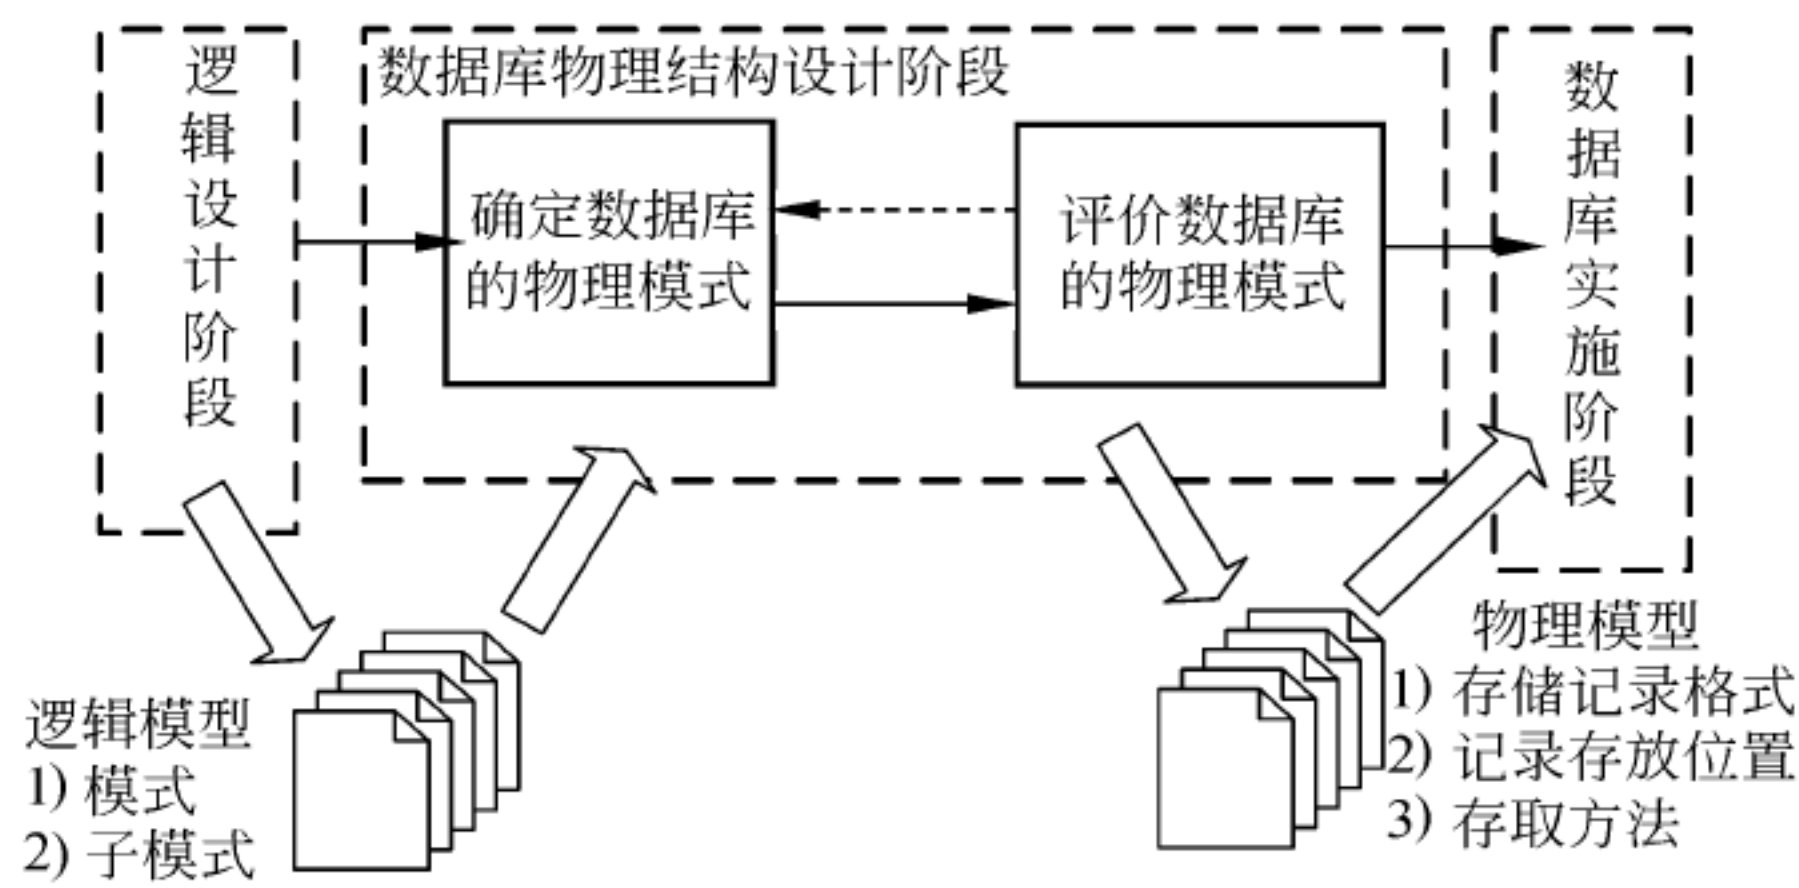 逻辑设计阶段
数据库物理结构设计阶段
确定数据库
的物理模式
评价数据库
的物理模式
数据库实施阶段
逻辑模型
1) 模式
2) 子模式
物理模型
1) 存储记录格式
2) 记录存放位置
3) 存取方法